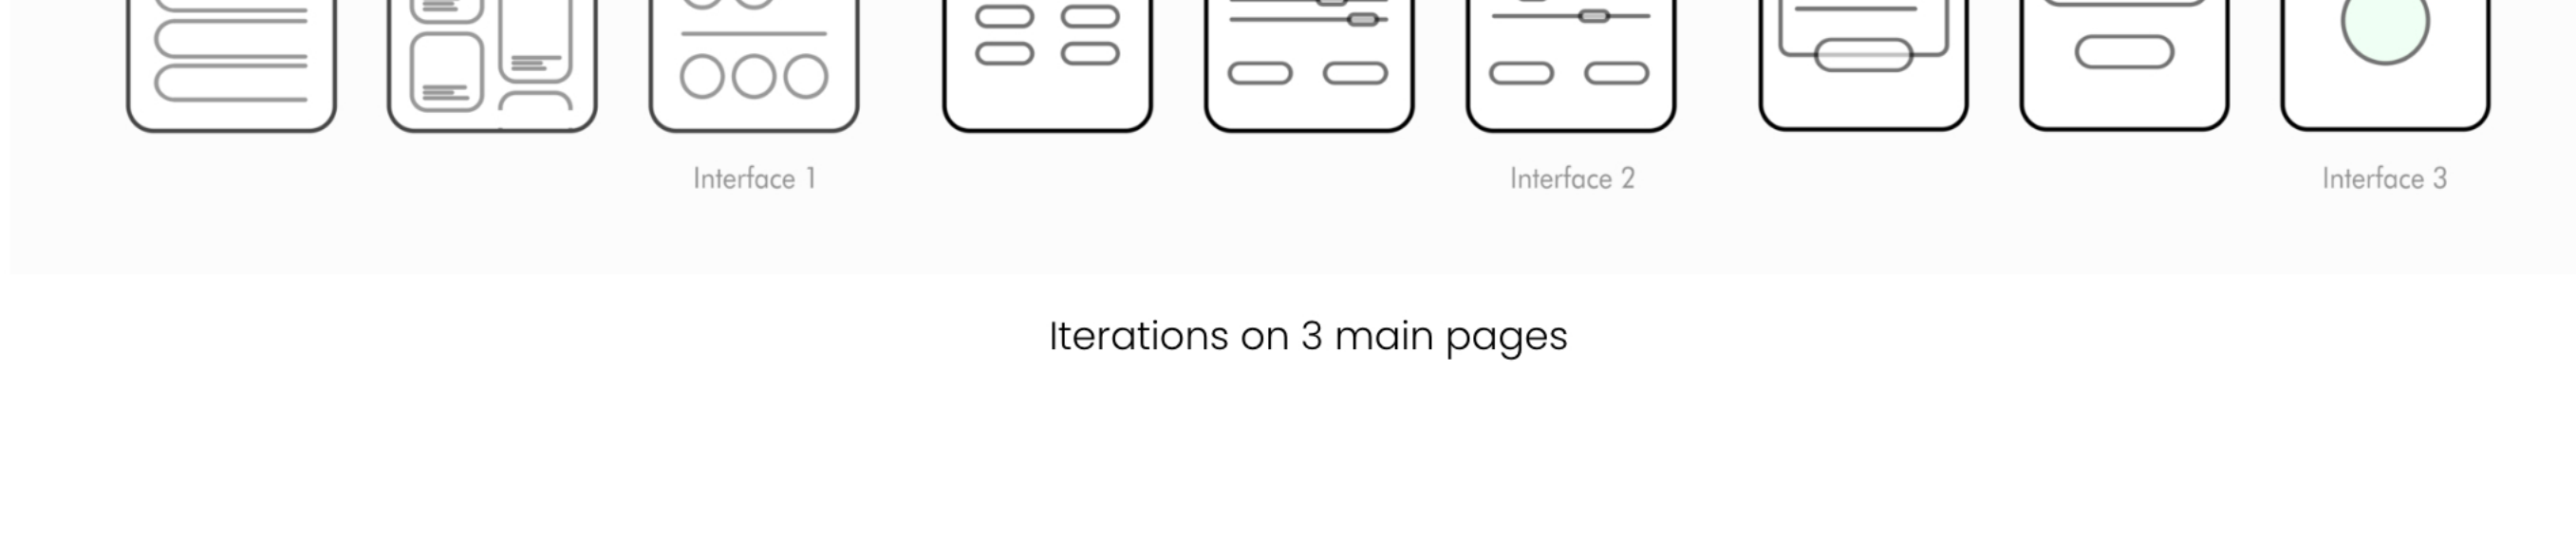 Interface 1
Interface 2
Interface 3
Iterations on 3 main pages